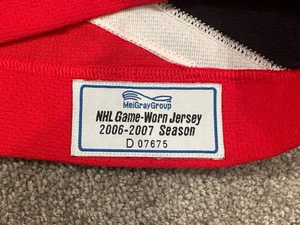 MeiGrayGroup
NHL Game-Worn Jersey
2006-2007 Season
D 07675